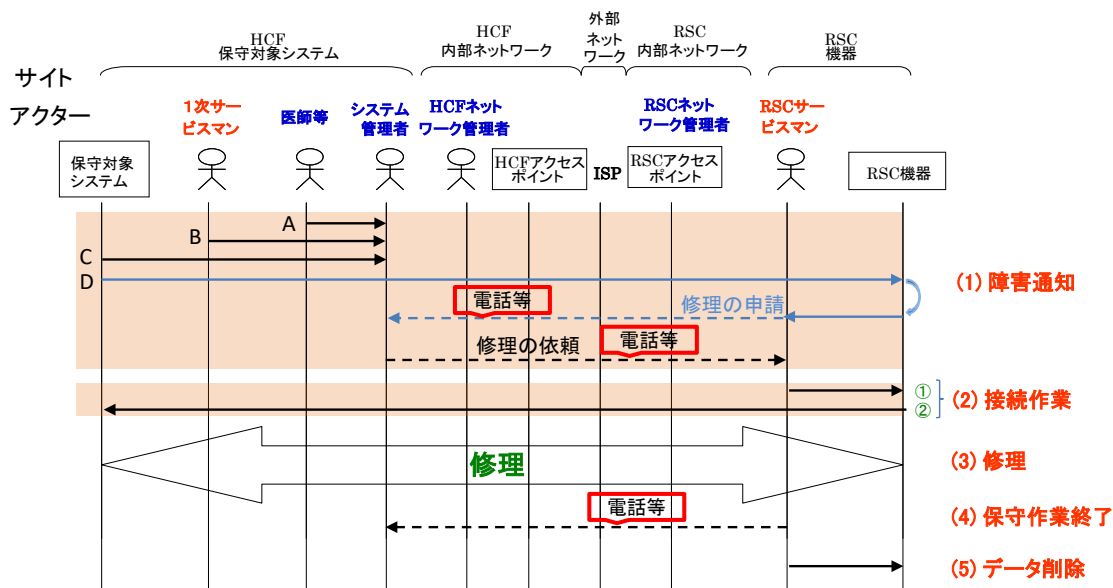 HCF
保守対象システム
HCF
内部ネットワーク
外部
ネット
ワーク
RSC
内部ネットワーク
RSC
機器
サイト
アクター
1次サー
ビスマン
医師等
システム
管理者
HCFネット
ワーク管理者
RSCネット
ワーク管理者
RSCサー
ビスマン
保守対象
システム
HCFアクセス
ポイント
ISP
RSCアクセス
ポイント
RSC機器
A
B
C
D
(1) 障害通知
電話等
修理の申請
修理の依頼
電話等
①
②
(2) 接続作業
修理
(3) 修理
電話等
(4) 保守作業終了
(5) データ削除